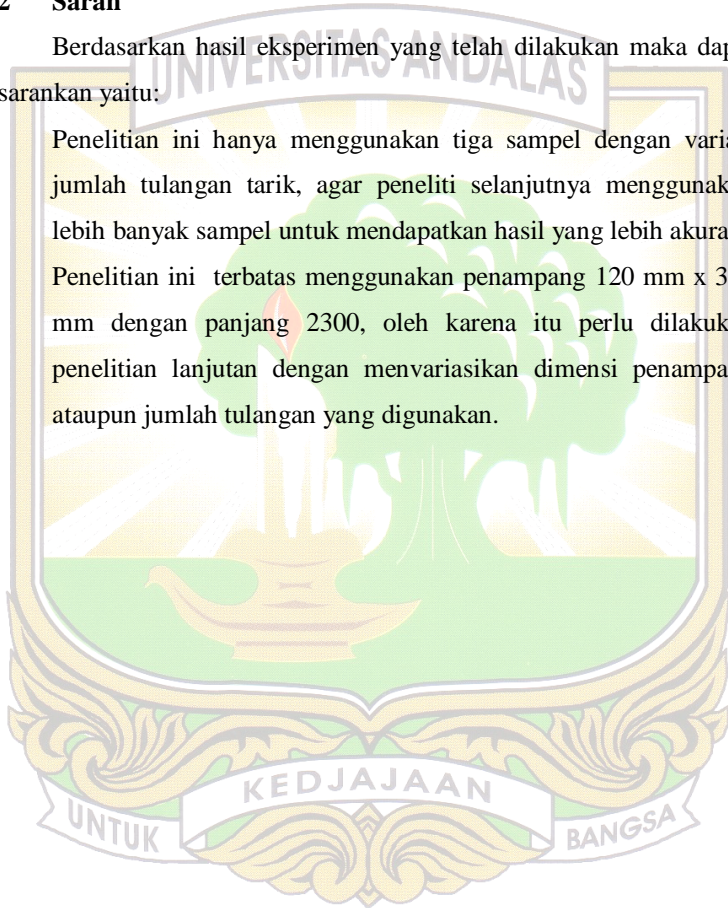 2 Saran
Berdasarkan hasil eksperimen yang telah dilakukan maka dap
sarankan yaitu:
Penelitian ini hanya menggunakan tiga sampel dengan varia
jumlah tulangan tarik, agar peneliti selanjutnya menggunak
lebih banyak sampel untuk mendapatkan hasil yang lebih akura
Penelitian ini terbatas menggunakan penampang 120 mm x 3
mm dengan panjang 2300, oleh karena itu perlu dilakuk
penelitian lanjutan dengan menvariasikan dimensi penampa
ataupun jumlah tulangan yang digunakan.
UNIVERSITAS ANDALAS
UNTUK KEDJAJAAN BANGSA